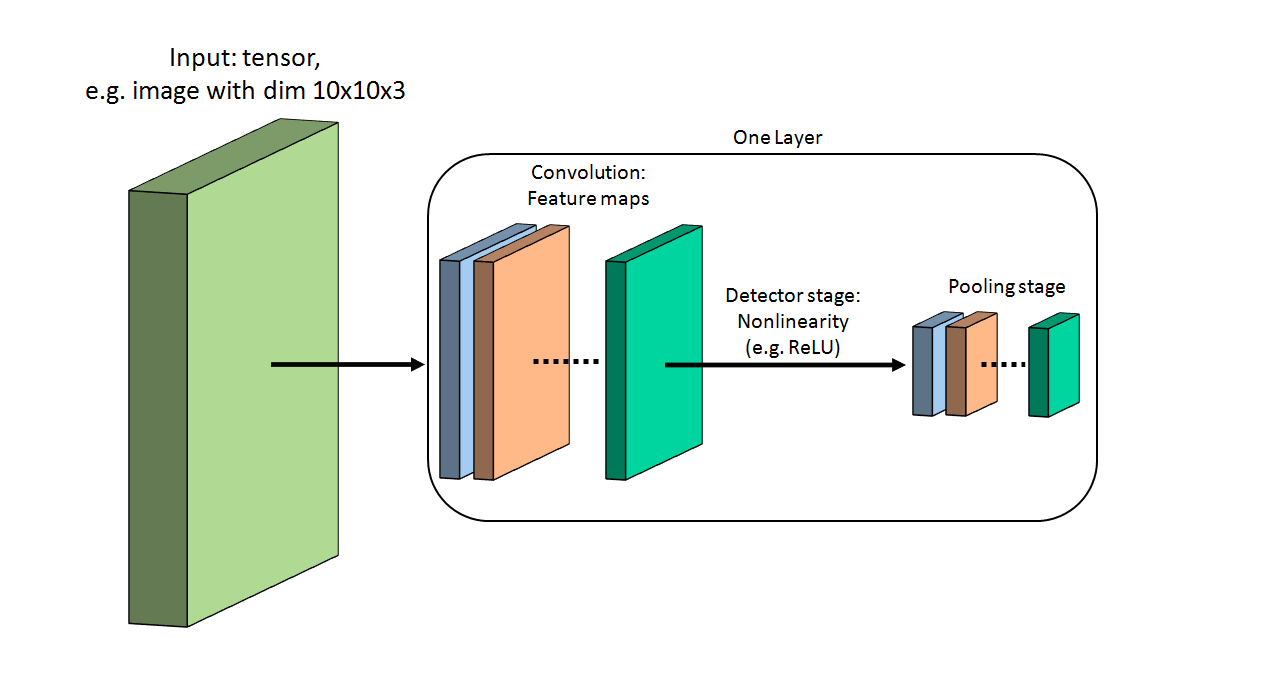 Input: tensor,
e.g. image with dim 10x10x3
One Layer
Convolution:
Feature maps
Detector stage:
Nonlinearity
(e.g. ReLU)
Pooling stage